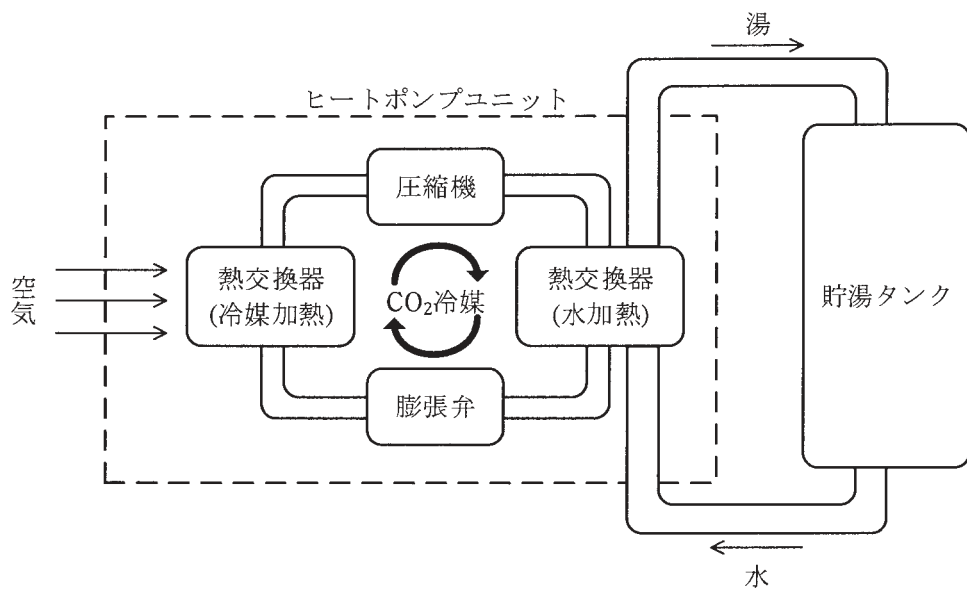 湯
ヒートポンプユニット
圧縮機
空気
熱交換器
(冷媒加熱)
CO₂冷媒
熱交換器
(水加熱)
貯湯タンク
膨張弁
水